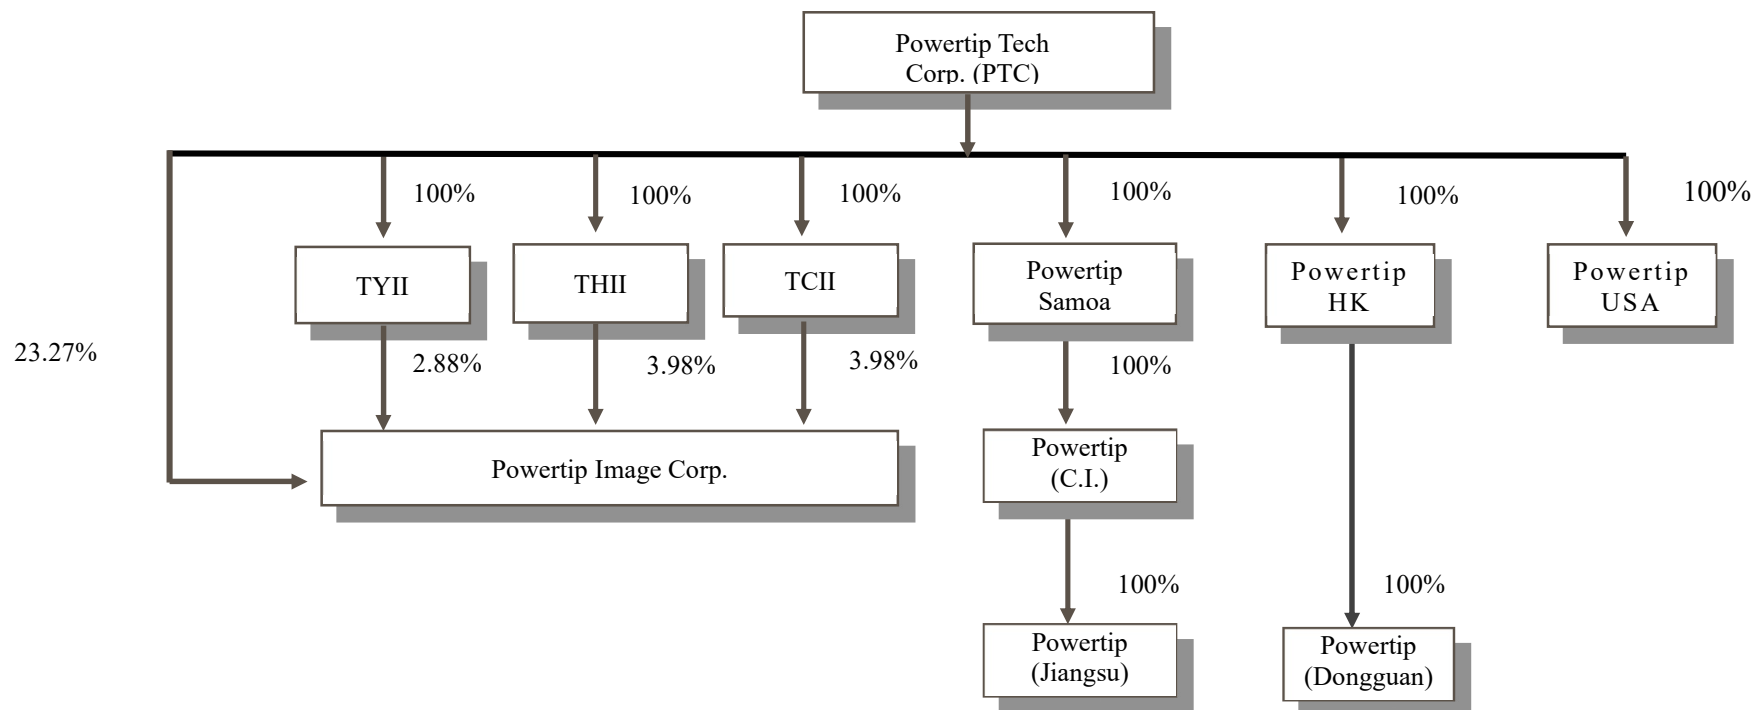 Powertip Tech
Corp. (PTC)
100%
100%
100%
100%
100%
100%
TYII
THII
TCII
Powertip
Samoa
Powertip
HK
Powertip
USA
23.27%
2.88%
3.98%
3.98%
100%
Powertip Image Corp.
Powertip
(C.I.)
100%
100%
Powertip
(Jiangsu)
Powertip
(Dongguan)